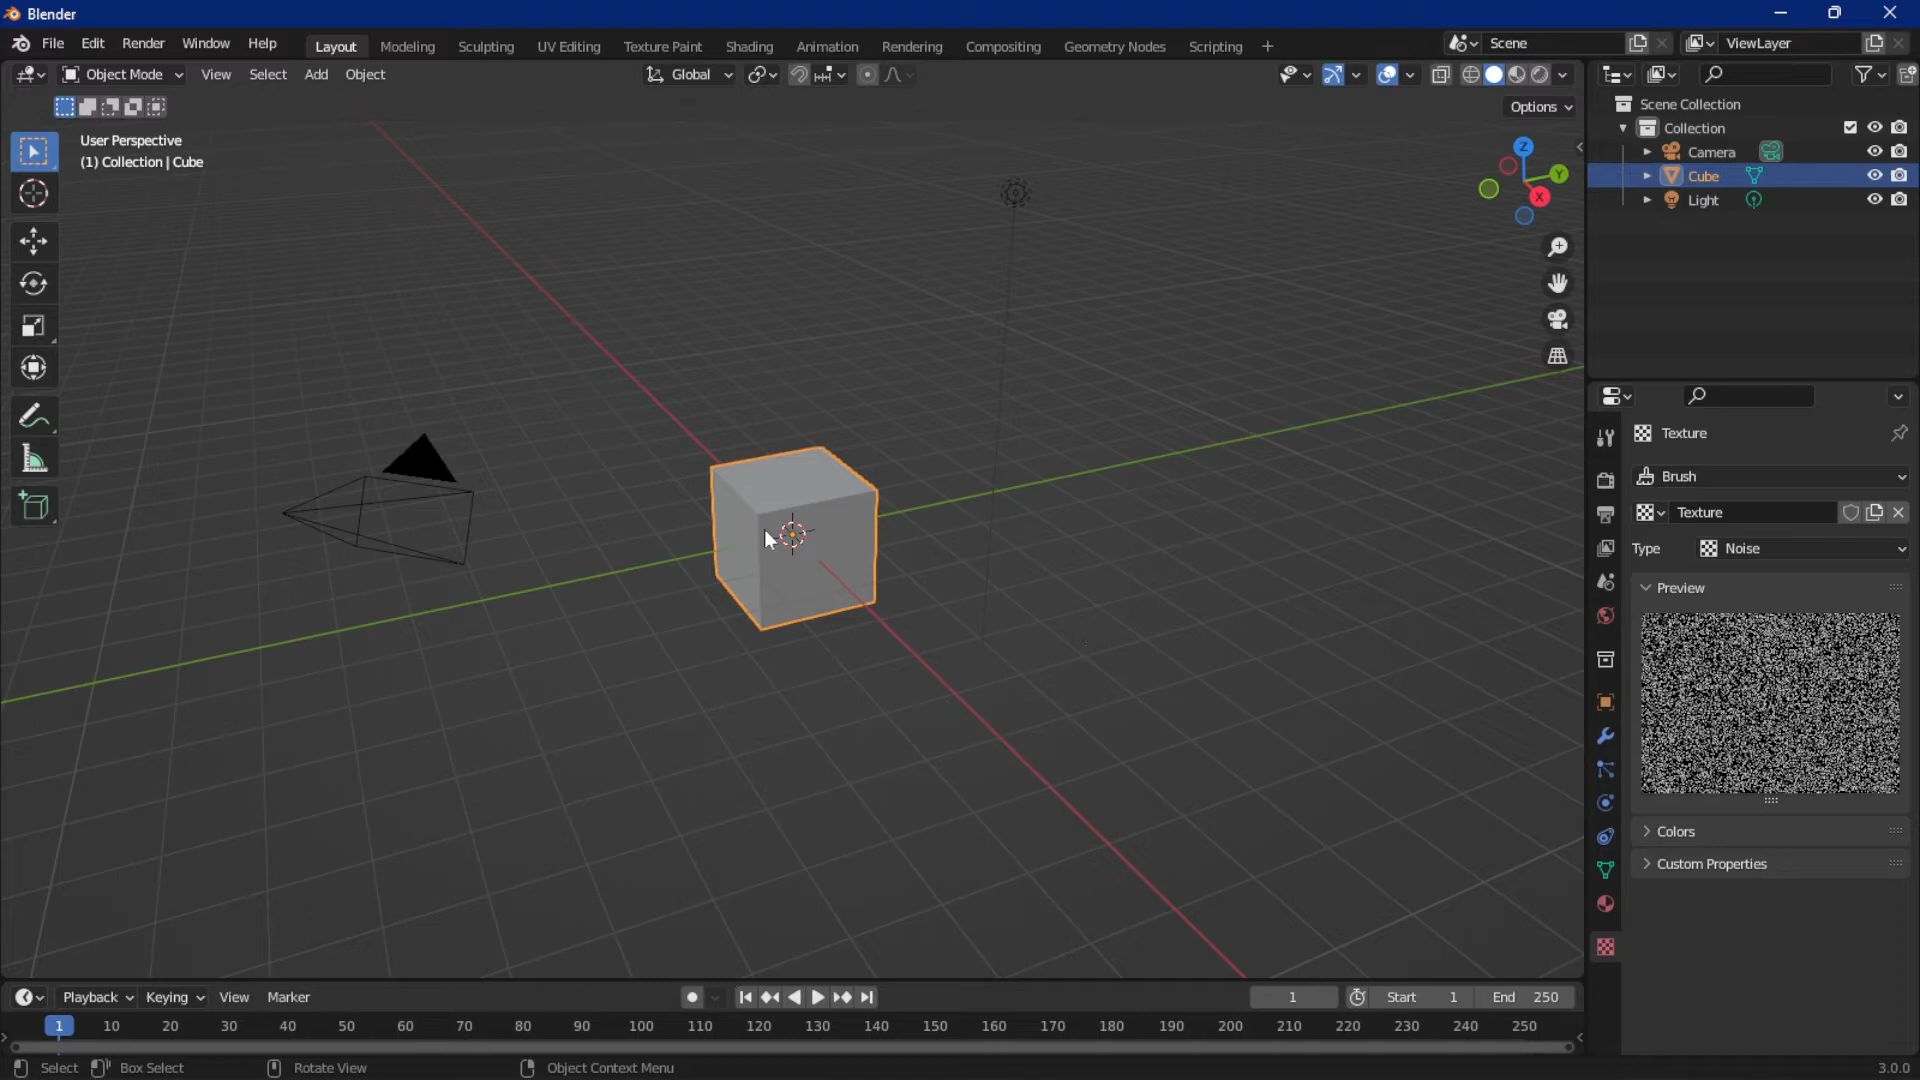 Blender
File Edit Render Window Help Layout Modeling Sculpting UV Editing Texture Paint Shading Animation Rendering Compositing Geometry Nodes Scripting + Scene ViewLayer
Object Mode View Select Add Object Global
Options
User Perspective
(1) Collection | Cube
Z
Y
X
Scene Collection
Collection
Camera
Cube
Light
Texture
Brush
Texture
Type Noise
Preview
Colors
Custom Properties
Playback Keying View Marker 1 Start 1 End 250
1 10 20 30 40 50 60 70 80 90 100 110 120 130 140 150 160 170 180 190 200 210 220 230 240 250
Select Box Select Rotate View Object Context Menu 3.0.0